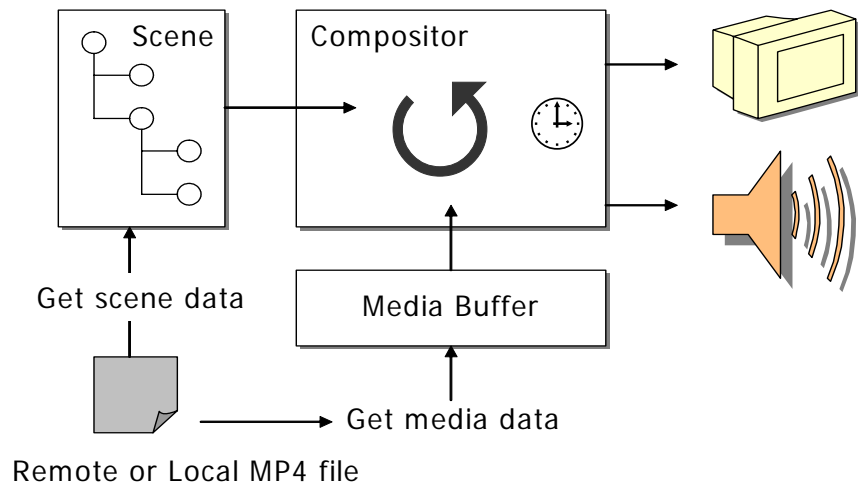 Scene
Compositor
Get scene data
Media Buffer
Get media data
Remote or Local MP4 file